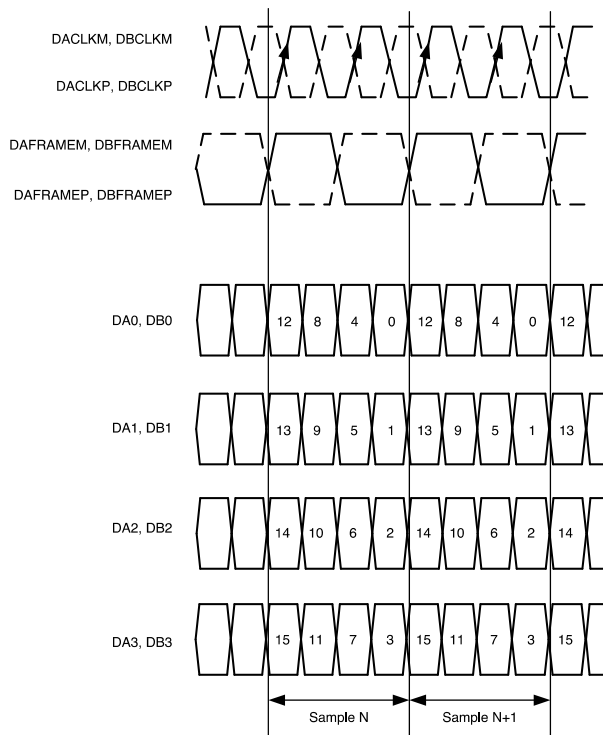 DACLKM, DBCLKM
DACLKP, DBCLKP
DAFRAMEM, DBFRAMEM
DAFRAMEP, DBFRAMEP
DA0, DB0 12 8 4 0 12 8 4 0 12
DA1, DB1 13 9 5 1 13 9 5 1 13
DA2, DB2 14 10 6 2 14 10 6 2 14
DA3, DB3 15 11 7 3 15 11 7 3 15
Sample N Sample N+1